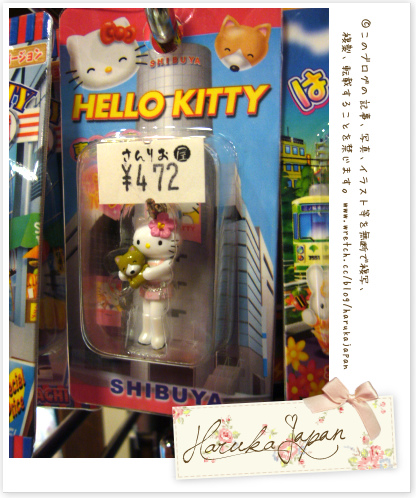 SHIBUYA
HELLO KITTY
さんりお屋
¥472
SHIBUYA
は
©このブログの記事、写真、イラスト等を無断で複写、
複製、転載することを禁じます。www.wretch.cc/blog/harukajapan
Haruka Japan